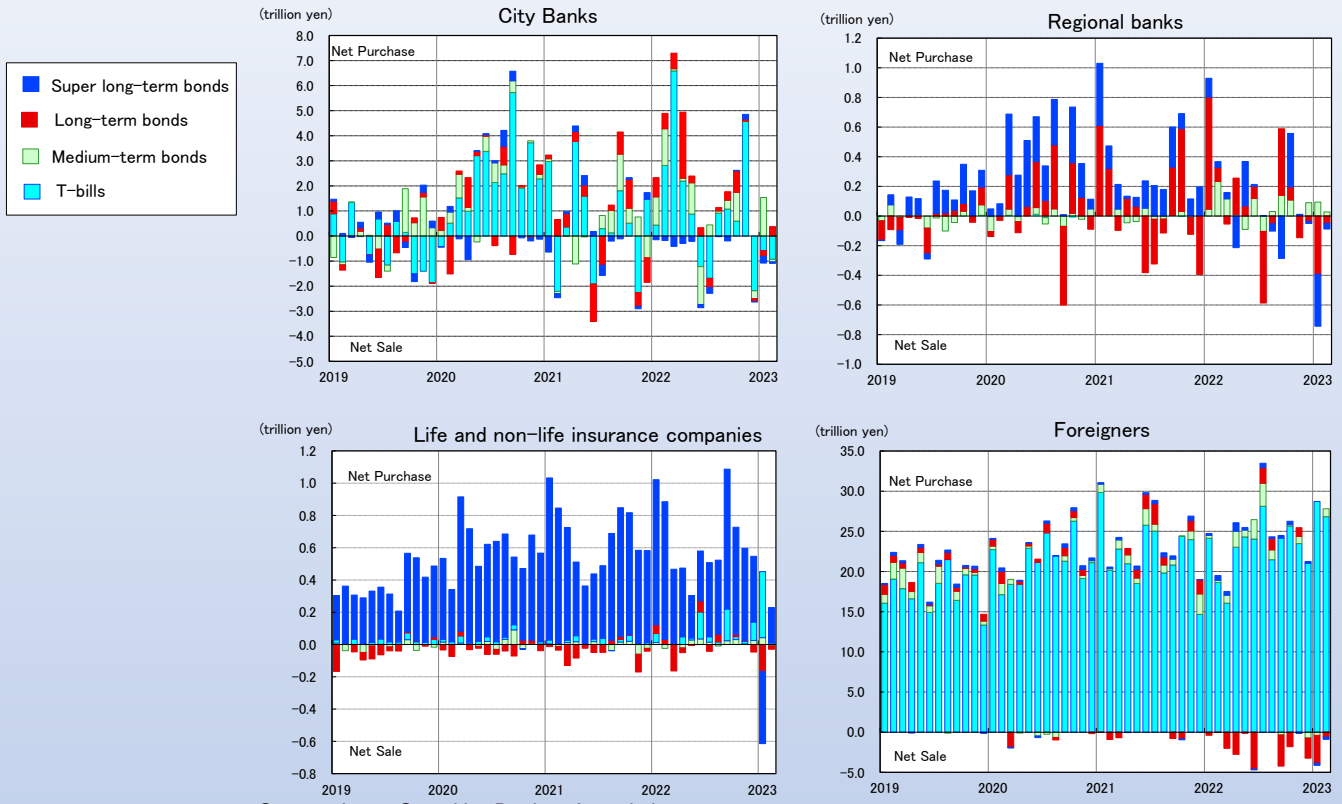 Super long-term bonds
Long-term bonds
Medium-term bonds
T-bills
(trillion yen)
City Banks
8.0
7.0
6.0
5.0
4.0
3.0
2.0
1.0
0.0
-1.0
-2.0
-3.0
-4.0
-5.0
Net Purchase
Net Sale
2019 2020 2021 2022 2023
(trillion yen)
Regional banks
1.2
1.0
0.8
0.6
0.4
0.2
0.0
-0.2
-0.4
-0.6
-0.8
-1.0
Net Purchase
Net Sale
2019 2020 2021 2022 2023
(trillion yen)
Life and non-life insurance companies
1.2
1.0
0.8
0.6
0.4
0.2
0.0
-0.2
-0.4
-0.6
-0.8
Net Purchase
Net Sale
2019 2020 2021 2022 2023
(trillion yen)
Foreigners
35.0
30.0
25.0
20.0
15.0
10.0
5.0
0.0
-5.0
Net Purchase
Net Sale
2019 2020 2021 2022 2023